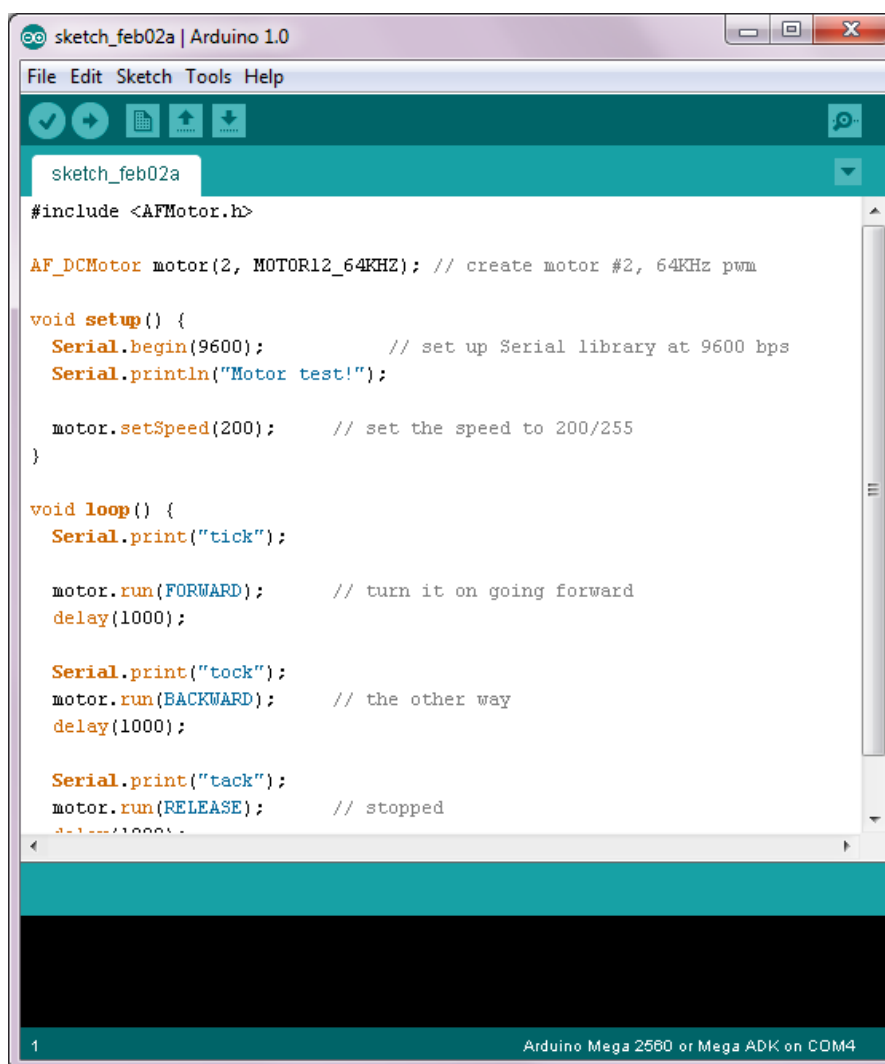 sketch_feb02a | Arduino 1.0
File Edit Sketch Tools Help
sketch_feb02a
#include <AFMotor.h>
AF_DCMotor motor(2, MOTOR12_64KHZ); // create motor #2, 64KHz pwm
void setup() {
  Serial.begin(9600);           // set up Serial library at 9600 bps
  Serial.println("Motor test!");
  motor.setSpeed(200);     // set the speed to 200/255
}
void loop() {
  Serial.print("tick");
  motor.run(FORWARD);      // turn it on going forward
  delay(1000);
  Serial.print("tock");
  motor.run(BACKWARD);     // the other way
  delay(1000);
  Serial.print("tack");
  motor.run(RELEASE);      // stopped
  delay(1000);
1 Arduino Mega 2560 or Mega ADK on COM4